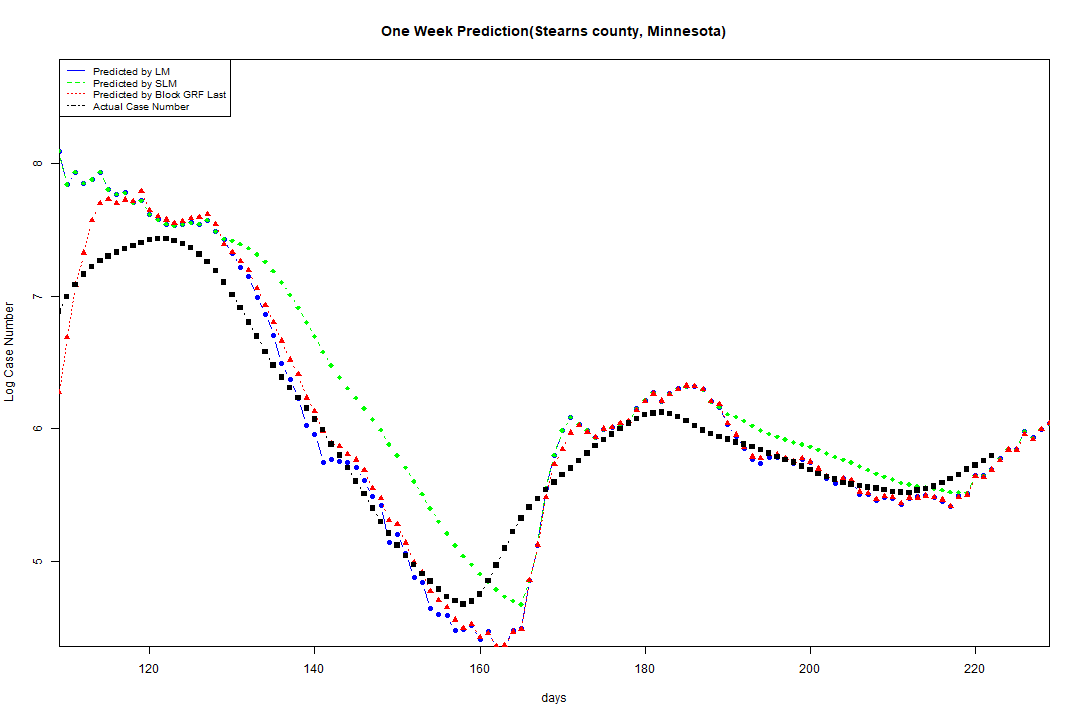 One Week Prediction(Stearns county, Minnesota)
Predicted by LM
Predicted by SLM
Predicted by Block GRF Last
Actual Case Number
8
7
6
5
Log Case Number
120 140 160 180 200 220
days